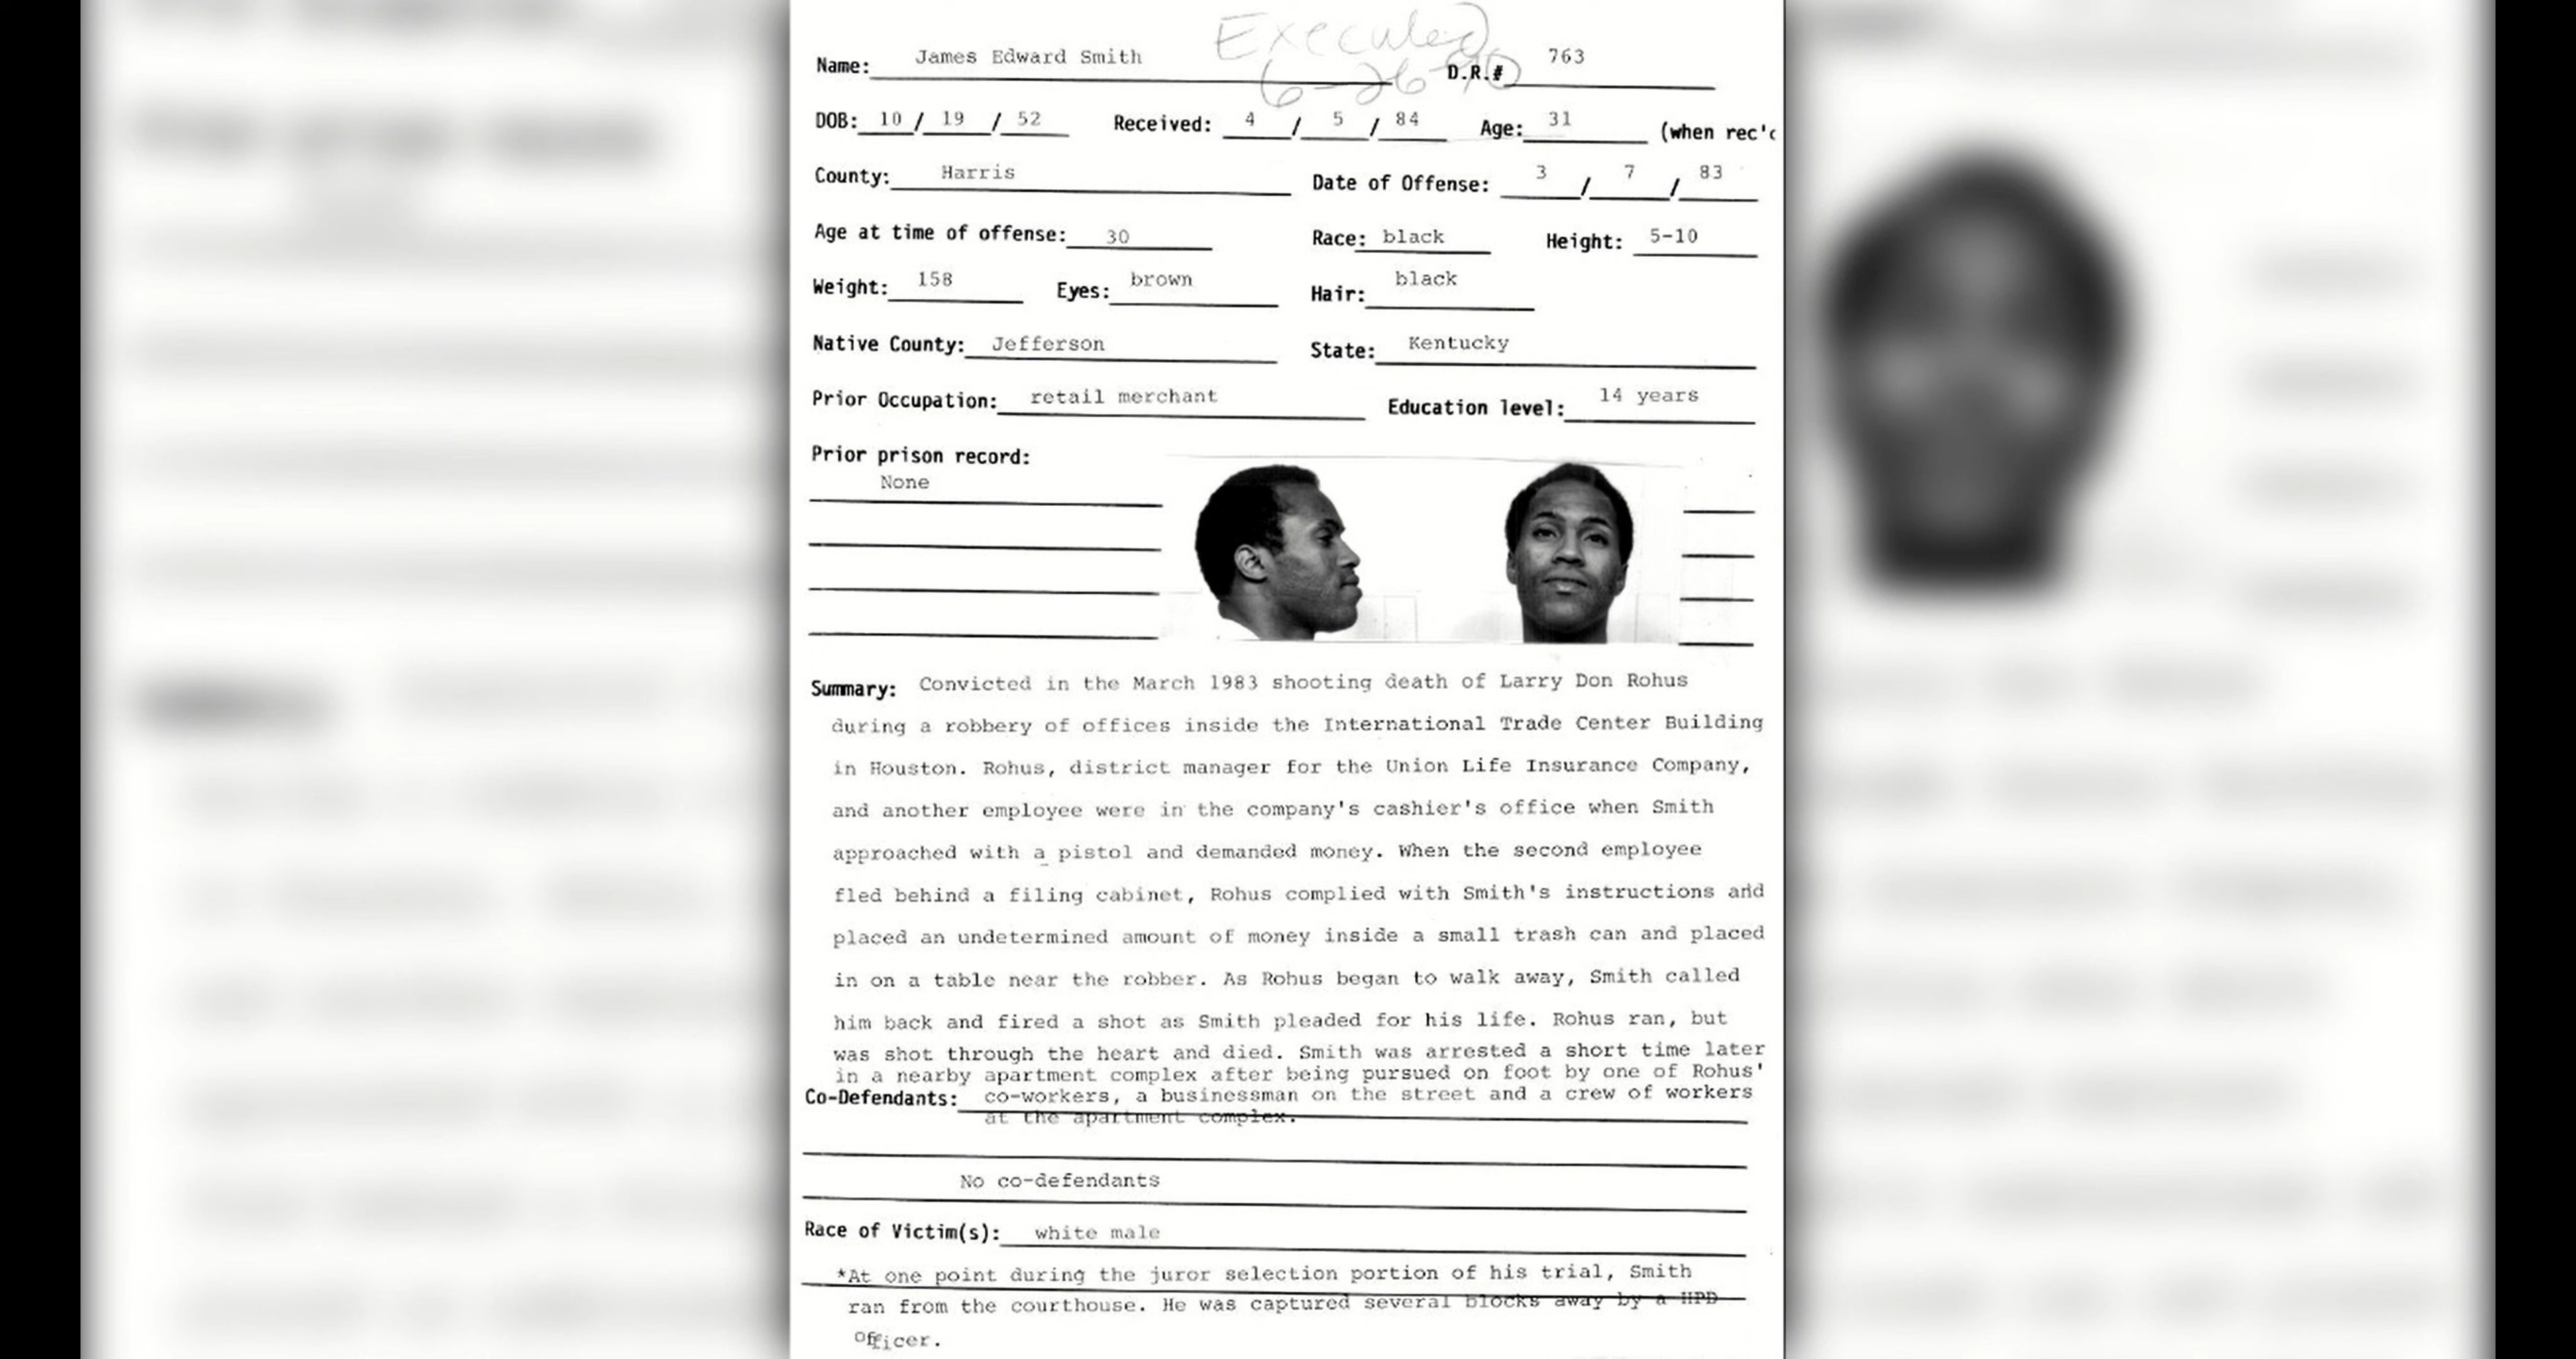 Executed
6-26-90
Name: James Edward Smith D.R.# 763
DOB: 10 / 19 / 52 Received: 4 / 5 / 84 Age: 31 (when rec'd
County: Harris Date of Offense: 3 / 7 / 83
Age at time of offense: 30 Race: black Height: 5-10
Weight: 158 Eyes: brown Hair: black
Native County: Jefferson State: Kentucky
Prior Occupation: retail merchant Education level: 14 years
Prior prison record:
None
Summary: Convicted in the March 1983 shooting death of Larry Don Rohus
during a robbery of offices inside the International Trade Center Building
in Houston. Rohus, district manager for the Union Life Insurance Company,
and another employee were in the company's cashier's office when Smith
approached with a pistol and demanded money. When the second employee
fled behind a filing cabinet, Rohus complied with Smith's instructions and
placed an undetermined amount of money inside a small trash can and placed
in on a table near the robber. As Rohus began to walk away, Smith called
him back and fired a shot as Smith pleaded for his life. Rohus ran, but
was shot through the heart and died. Smith was arrested a short time later
in a nearby apartment complex after being pursued on foot by one of Rohus'
Co-Defendants: co-workers, a businessman on the street and a crew of workers
at the apartment complex.
No co-defendants
Race of Victim(s): white male
*At one point during the juror selection portion of his trial, Smith
ran from the courthouse. He was captured several blocks away by a HPD
Officer.